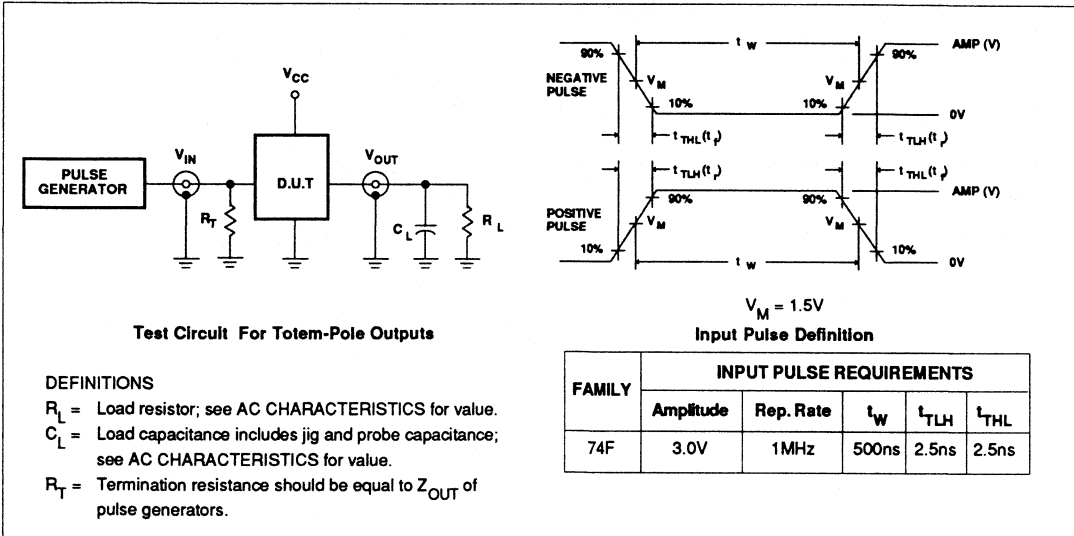 V_CC
V_IN
V_OUT
PULSE
GENERATOR
D.U.T
R_T
C_L
R_L
Test Circuit For Totem-Pole Outputs
DEFINITIONS
R_L = Load resistor; see AC CHARACTERISTICS for value.
C_L = Load capacitance includes jig and probe capacitance;
see AC CHARACTERISTICS for value.
R_T = Termination resistance should be equal to Z_OUT of
pulse generators.
t_w
AMP (V)
90%
90%
NEGATIVE
PULSE
V_M
V_M
10%
10%
0V
t_THL(t_f)
t_TLH(t_r)
t_TLH(t_r)
t_THL(t_f)
AMP (V)
90%
90%
POSITIVE
PULSE
V_M
V_M
10%
10%
t_w
0V
V_M = 1.5V
Input Pulse Definition
FAMILY INPUT PULSE REQUIREMENTS
Amplitude Rep. Rate t_W t_TLH t_THL
74F 3.0V 1MHz 500ns 2.5ns 2.5ns